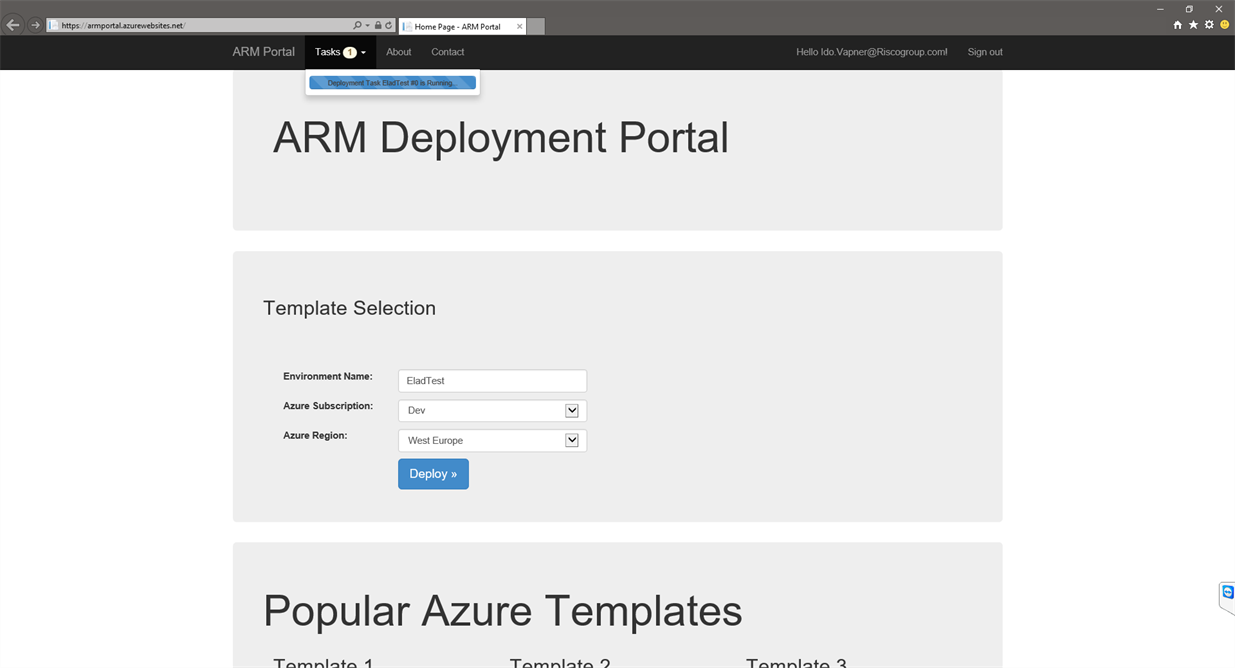 https://armportal.azurewebsites.net/
Home Page - ARM Portal
ARM Portal Tasks 1 About Contact Hello Ido.Vapner@Riscogroup.com! Sign out
Deployment Task EladTest #0 is Running...
ARM Deployment Portal
Template Selection
Environment Name: EladTest
Azure Subscription: Dev
Azure Region: West Europe
Deploy »
Popular Azure Templates
Template 1 Template 2 Template 3